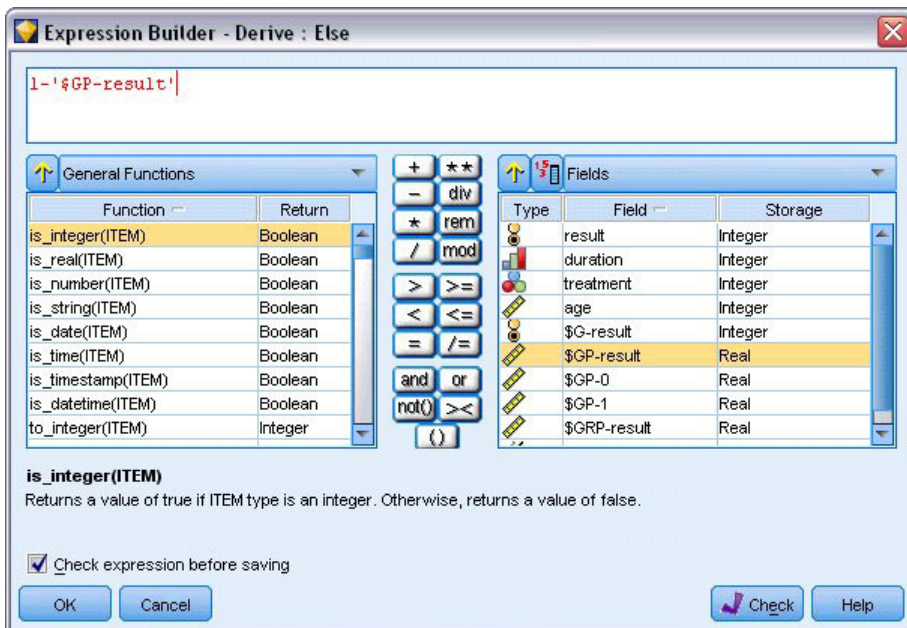 Expression Builder - Derive : Else
1-'$GP-result'
General Functions
Function Return
is_integer(ITEM) Boolean
is_real(ITEM) Boolean
is_number(ITEM) Boolean
is_string(ITEM) Boolean
is_date(ITEM) Boolean
is_time(ITEM) Boolean
is_timestamp(ITEM) Boolean
is_datetime(ITEM) Boolean
to_integer(ITEM) Integer
+ **
- div
* rem
/ mod
> >=
< <=
= /=
and or
not() ><
()
Fields
Type Field Storage
result Integer
duration Integer
treatment Integer
age Integer
$G-result Integer
$GP-result Real
$GP-0 Real
$GP-1 Real
$GRP-result Real
is_integer(ITEM)
Returns a value of true if ITEM type is an integer. Otherwise, returns a value of false.
Check expression before saving
OK Cancel Check Help